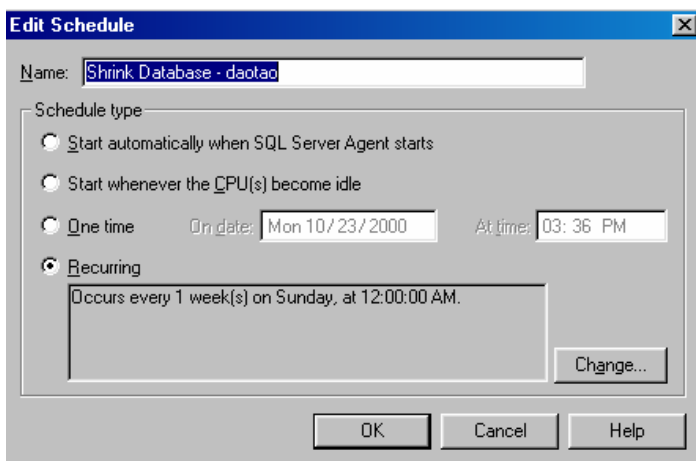 Edit Schedule
Name: Shrink Database - daotao
Schedule type
Start automatically when SQL Server Agent starts
Start whenever the CPU(s) become idle
One time On date: Mon 10/23/2000 At time: 03: 36 PM
Recurring
Occurs every 1 week(s) on Sunday, at 12:00:00 AM.
Change...
OK Cancel Help